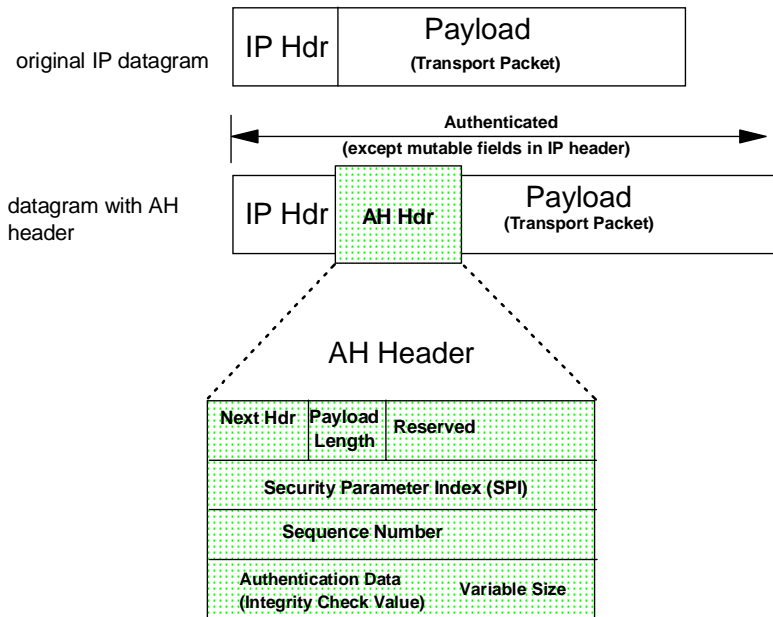 IP Hdr
Payload
(Transport Packet)
original IP datagram
Authenticated
(except mutable fields in IP header)
datagram with AH
header
IP Hdr
AH Hdr
Payload
(Transport Packet)
AH Header
Next Hdr
Payload
Length
Reserved
Security Parameter Index (SPI)
Sequence Number
Authentication Data
(Integrity Check Value)
Variable Size